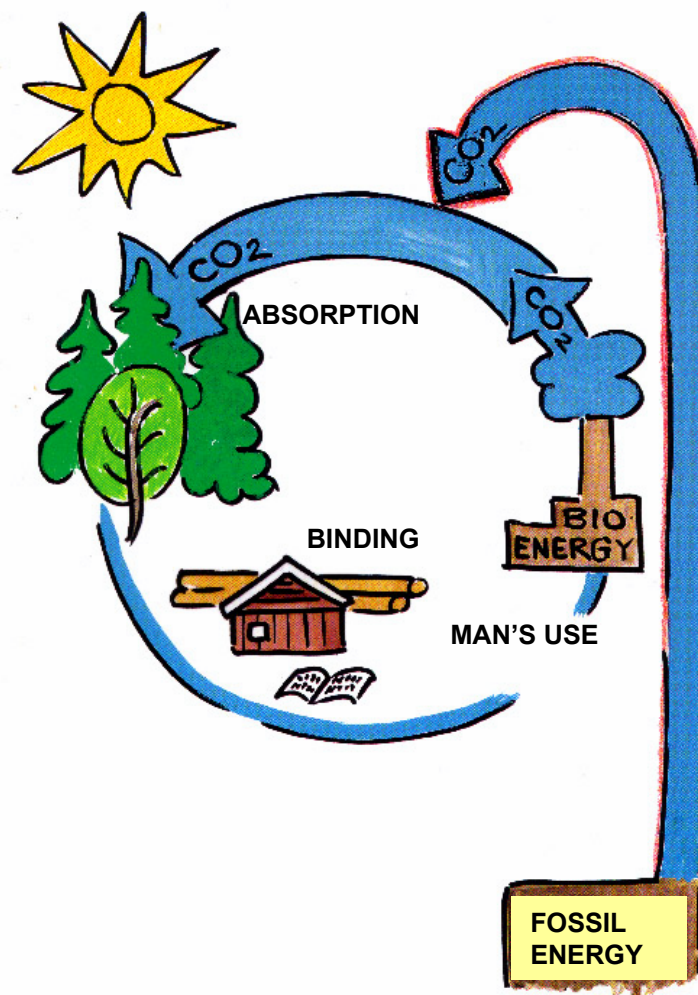 CO2
CO2
CO2
ABSORPTION
BINDING
BIO
ENERGY
MAN'S USE
FOSSIL
ENERGY